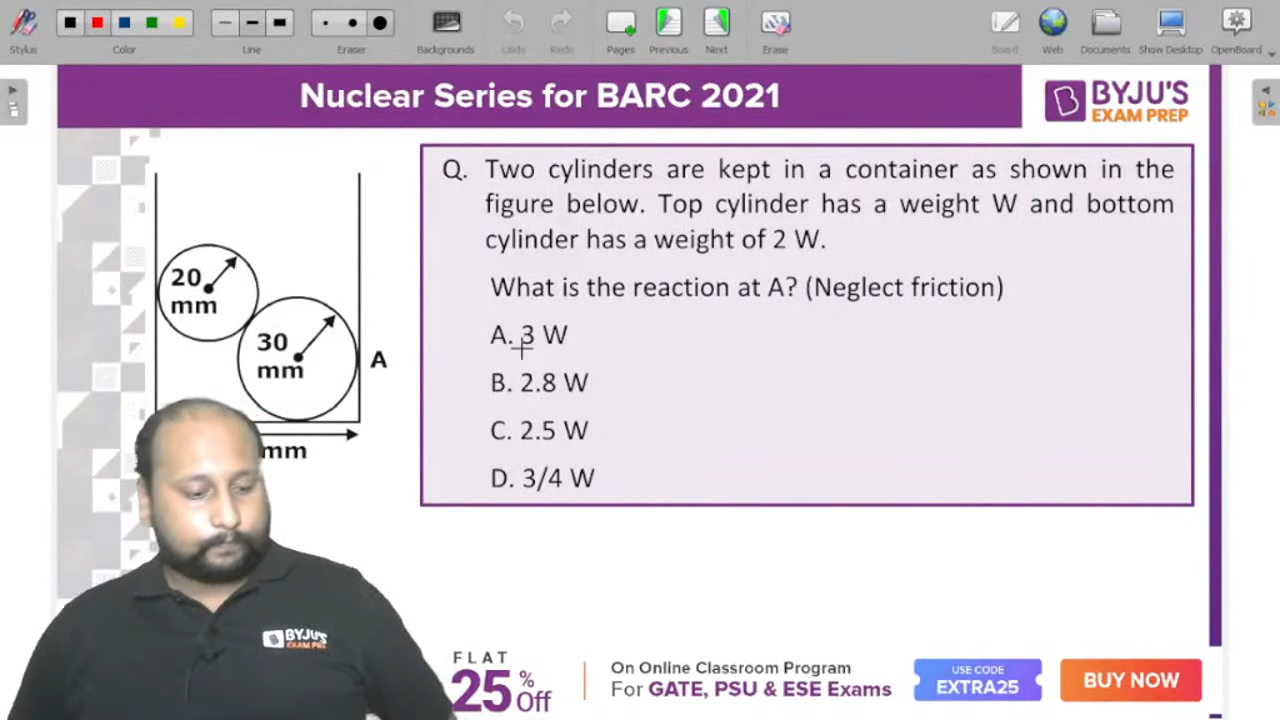 Stylus
Color
Line
Eraser
Backgrounds
Undo
Redo
Pages
Previous
Next
Erase
Board
Web
Documents
Show Desktop
OpenBoard
Nuclear Series for BARC 2021
BYJU'S
EXAM PREP
20
mm
30
mm
A
mm
Q. Two cylinders are kept in a container as shown in the
figure below. Top cylinder has a weight W and bottom
cylinder has a weight of 2 W.
What is the reaction at A? (Neglect friction)
A. 3 W
B. 2.8 W
C. 2.5 W
D. 3/4 W
BYJU'S
EXAM PREP
FLAT
25% Off
On Online Classroom Program
For GATE, PSU & ESE Exams
USE CODE
EXTRA25
BUY NOW